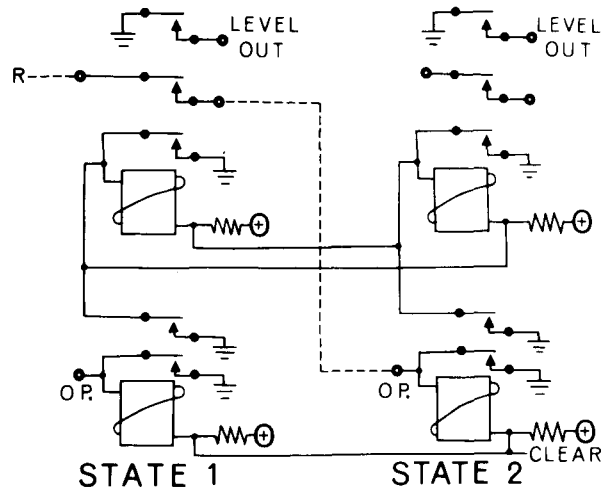 LEVEL OUT
LEVEL OUT
R
OP.
OP.
CLEAR
STATE 1
STATE 2